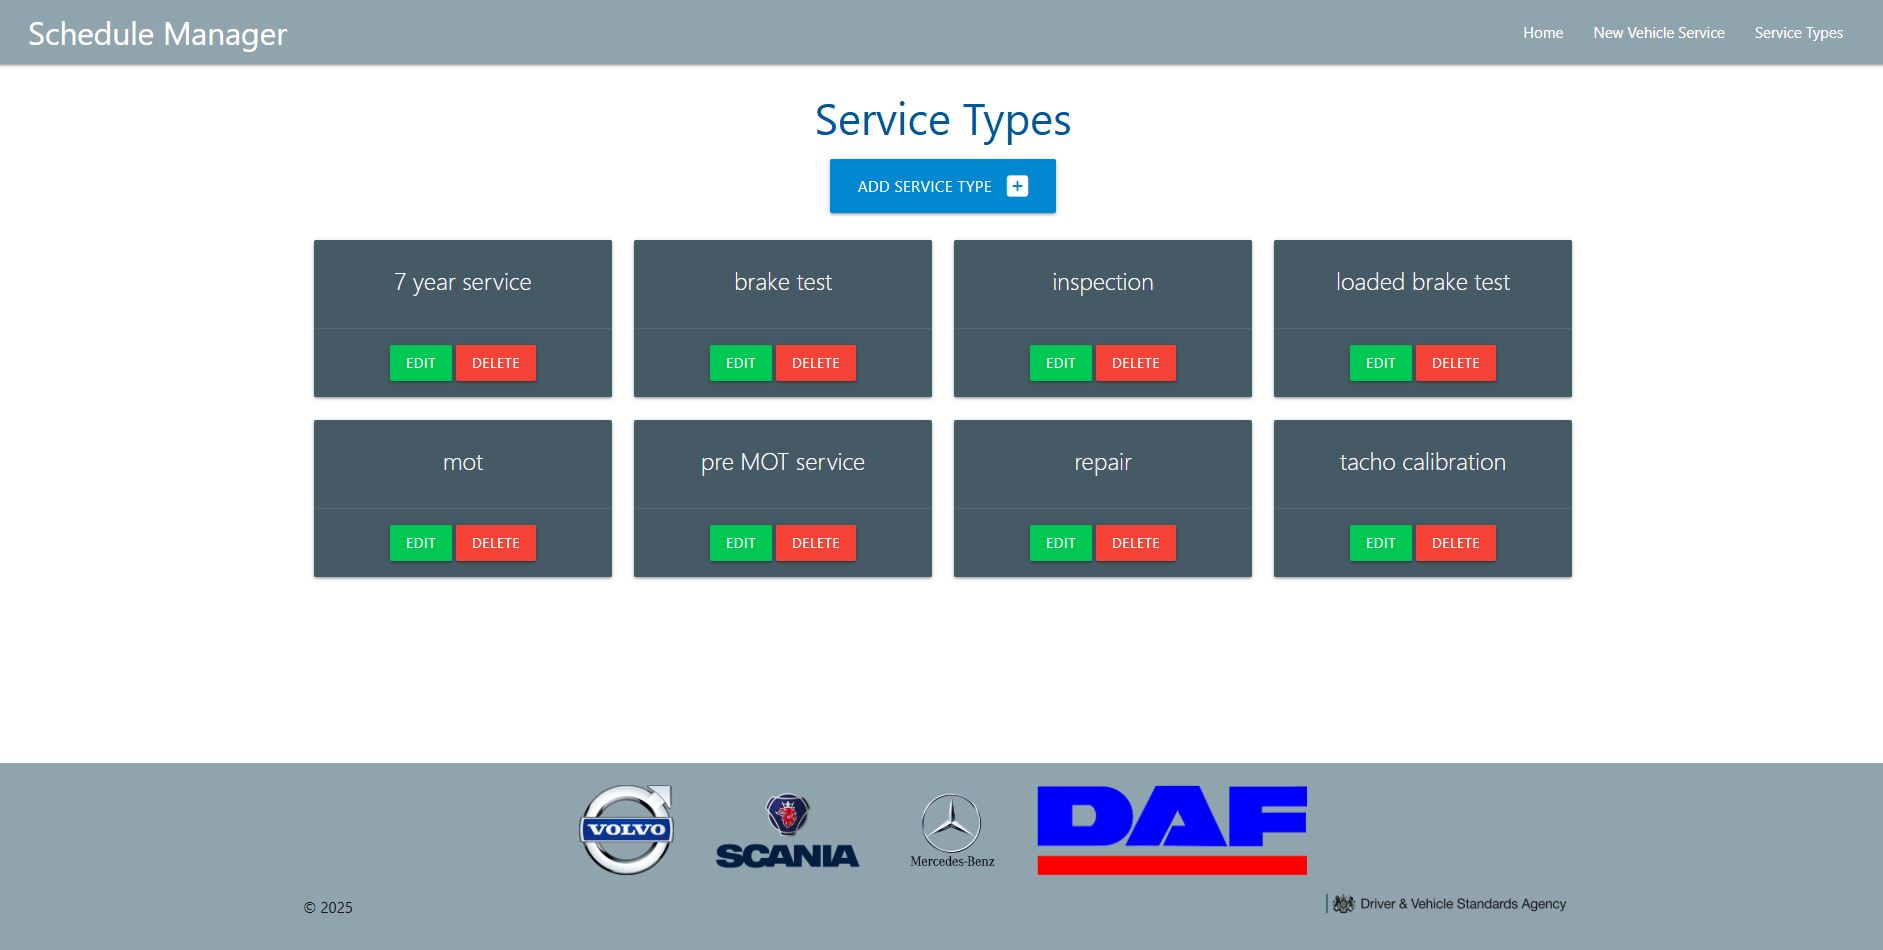 Schedule Manager
Home New Vehicle Service Service Types
Service Types
ADD SERVICE TYPE
7 year service
EDIT DELETE
brake test
EDIT DELETE
inspection
EDIT DELETE
loaded brake test
EDIT DELETE
mot
EDIT DELETE
pre MOT service
EDIT DELETE
repair
EDIT DELETE
tacho calibration
EDIT DELETE
VOLVO
SCANIA
Mercedes-Benz
DAF
© 2025
Driver & Vehicle Standards Agency